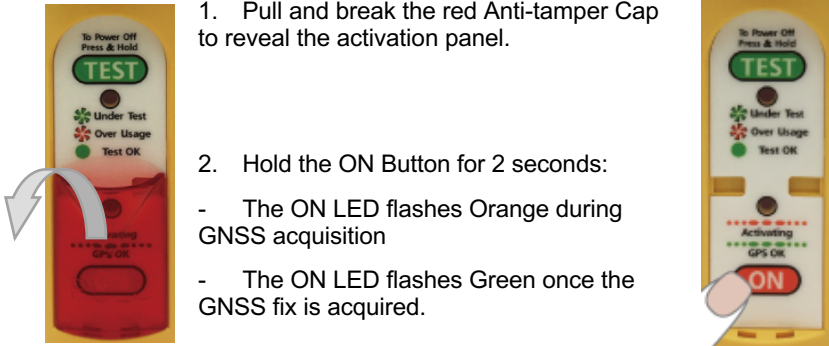 To Power Off
Press & Hold
TEST
Under Test
Over Usage
Test OK
Activating
GPS OK
1. Pull and break the red Anti-tamper Cap
to reveal the activation panel.
2. Hold the ON Button for 2 seconds:
- The ON LED flashes Orange during
GNSS acquisition
- The ON LED flashes Green once the
GNSS fix is acquired.
To Power Off
Press & Hold
TEST
Under Test
Over Usage
Test OK
Activating
GPS OK
ON